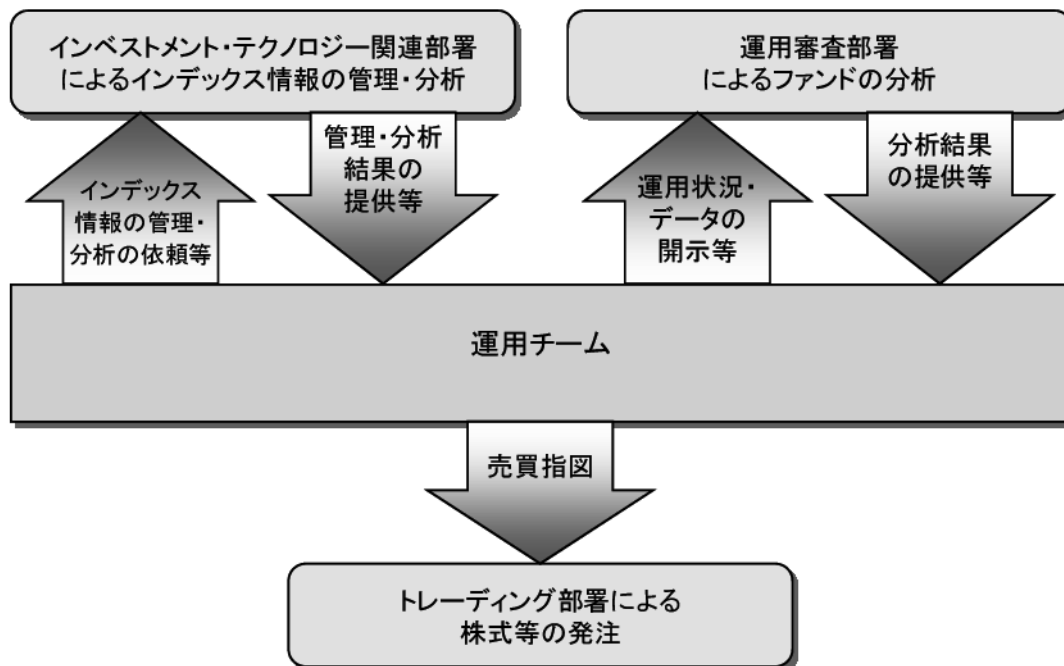 インベストメント・テクノロジー関連部署
によるインデックス情報の管理・分析
運用審査部署
によるファンドの分析
インデックス
情報の管理・
分析の依頼等
管理・分析
結果の
提供等
運用状況・
データの
開示等
分析結果
の提供等
運用チーム
売買指図
トレーディング部署による
株式等の発注